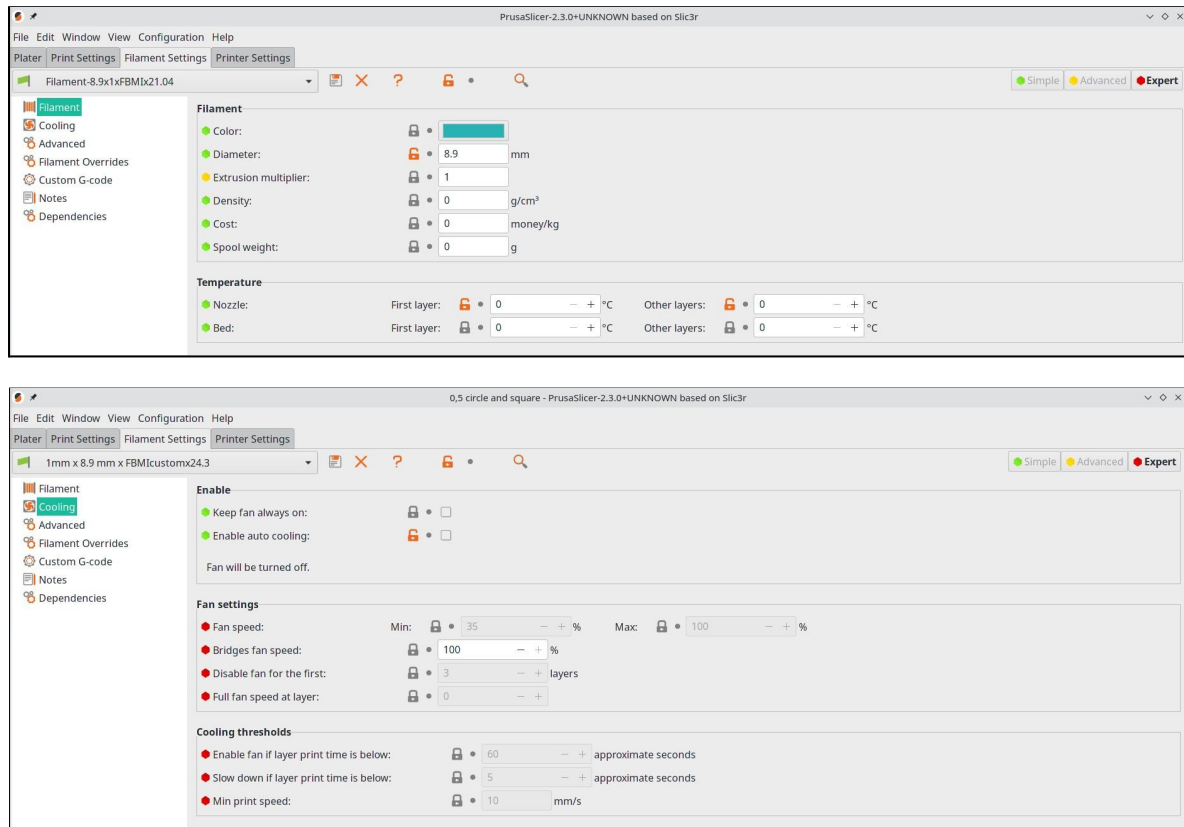 PrusaSlicer-2.3.0+UNKNOWN based on Slic3r
File Edit Window View Configuration Help
Plater Print Settings Filament Settings Printer Settings
Filament-8.9x1xFBMIx21.04 ? Simple Advanced Expert
Filament
Cooling
Advanced
Filament Overrides
Custom G-code
Notes
Dependencies
Filament
Color:
Diameter: 8.9 mm
Extrusion multiplier: 1
Density: 0 g/cm³
Cost: 0 money/kg
Spool weight: 0 g
Temperature
Nozzle: First layer: 0 − + °C Other layers: 0 − + °C
Bed: First layer: 0 − + °C Other layers: 0 − + °C
0,5 circle and square - PrusaSlicer-2.3.0+UNKNOWN based on Slic3r
File Edit Window View Configuration Help
Plater Print Settings Filament Settings Printer Settings
1mm x 8.9 mm x FBMIcustomx24.3 ? Simple Advanced Expert
Filament
Cooling
Advanced
Filament Overrides
Custom G-code
Notes
Dependencies
Enable
Keep fan always on:
Enable auto cooling:
Fan will be turned off.
Fan settings
Fan speed: Min: 35 − + % Max: 100 − + %
Bridges fan speed: 100 − + %
Disable fan for the first: 3 − + layers
Full fan speed at layer: 0 − +
Cooling thresholds
Enable fan if layer print time is below: 60 − + approximate seconds
Slow down if layer print time is below: 5 − + approximate seconds
Min print speed: 10 mm/s